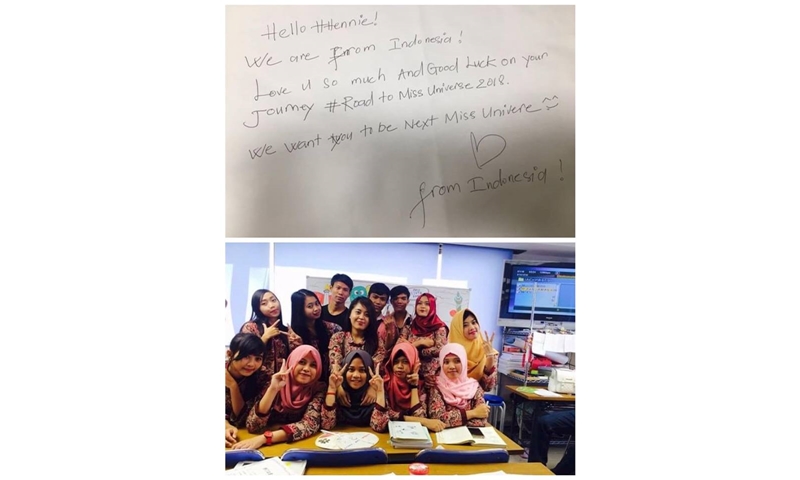 Hello HHennie!
We are From Indonesia!
Love u so much And Good Luck on your
Journey #Road to Miss Universe 2018.
We want you to be Next Miss Univere
from Indonesia!